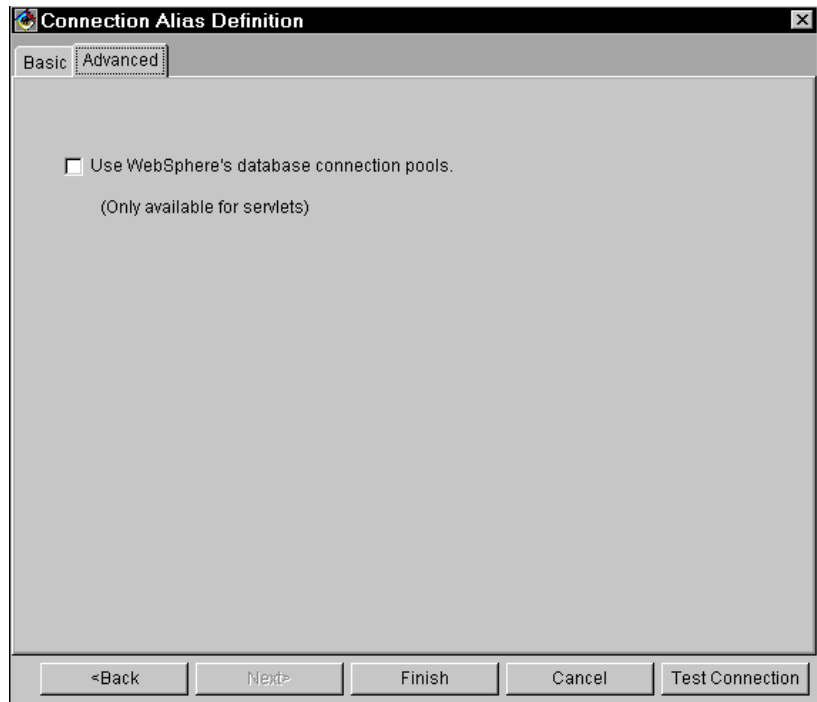 Connection Alias Definition
Basic Advanced
Use WebSphere's database connection pools.
(Only available for servlets)
<Back Next> Finish Cancel Test Connection